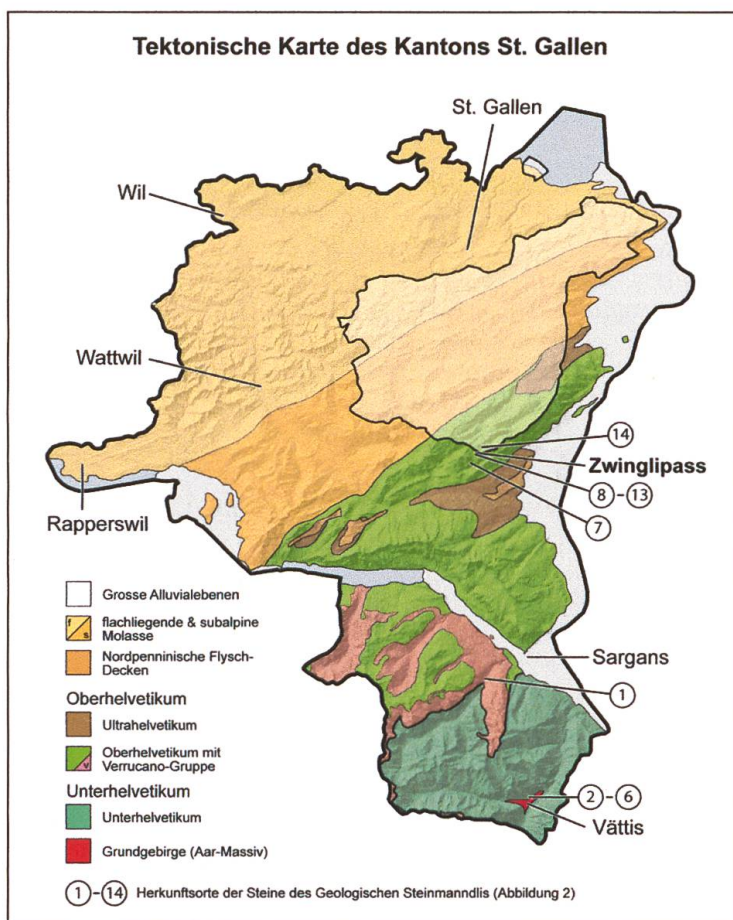 Tektonische Karte des Kantons St. Gallen
St. Gallen
Wil
Wattwil
Rapperswil
14
Zwinglipass
8 – 13
7
Sargans
1
2 – 6
Vättis
Grosse Alluvialebenen
f
s
flachliegende & subalpine
Molasse
Nordpenninische Flysch-
Decken
Oberhelvetikum
Ultrahelvetikum
v
Oberhelvetikum mit
Verrucano-Gruppe
Unterhelvetikum
Unterhelvetikum
Grundgebirge (Aar-Massiv)
1 – 14 Herkunftsorte der Steine des Geologischen Steinmanndlis (Abbildung 2)